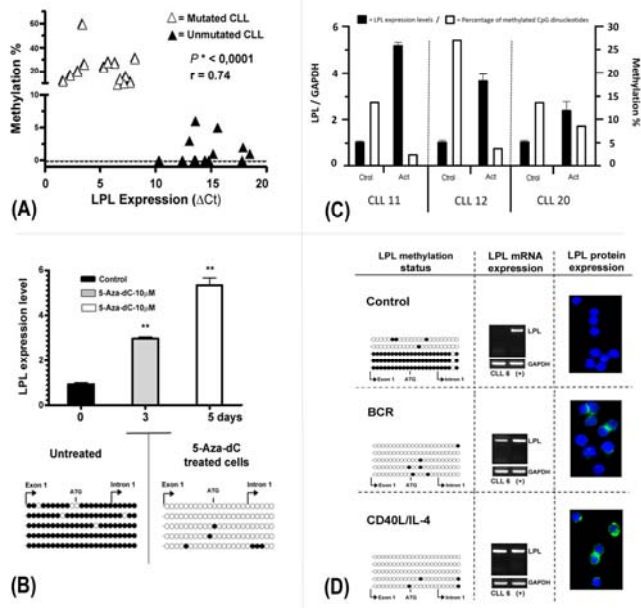 △= Mutated CLL
▲= Unmutated CLL
P * < 0,0001
r = 0.74
Methylation %
60
40
20
10
5
0
0 5 10 15 20
LPL Expression (ΔCt)
(A)
= LPL expression levels / = Percentage of methylated CpG dinucleotides
LPL / GAPDH
6
5
4
3
2
1
0
30
25
20
15
10
5
0
Methylation %
Ctrol Act Ctrol Act Ctrol Act
CLL 11 CLL 12 CLL 20
(C)
Control
5-Aza-dC-10μM
5-Aza-dC-10μM
**
**
LPL expression level
6
4
2
0
0 3 5 days
Untreated
5-Aza-dC
treated cells
Exon 1 ATG Intron 1
Exon 1 ATG Intron 1
(B)
LPL methylation
status
LPL mRNA
expression
LPL protein
expression
Control
LPL
GAPDH
CLL 6 (+)
Exon 1 ATG Intron 1
BCR
LPL
GAPDH
CLL 6 (+)
Exon 1 ATG Intron 1
CD40L/IL-4
LPL
GAPDH
CLL 6 (+)
Exon 1 ATG Intron 1
(D)